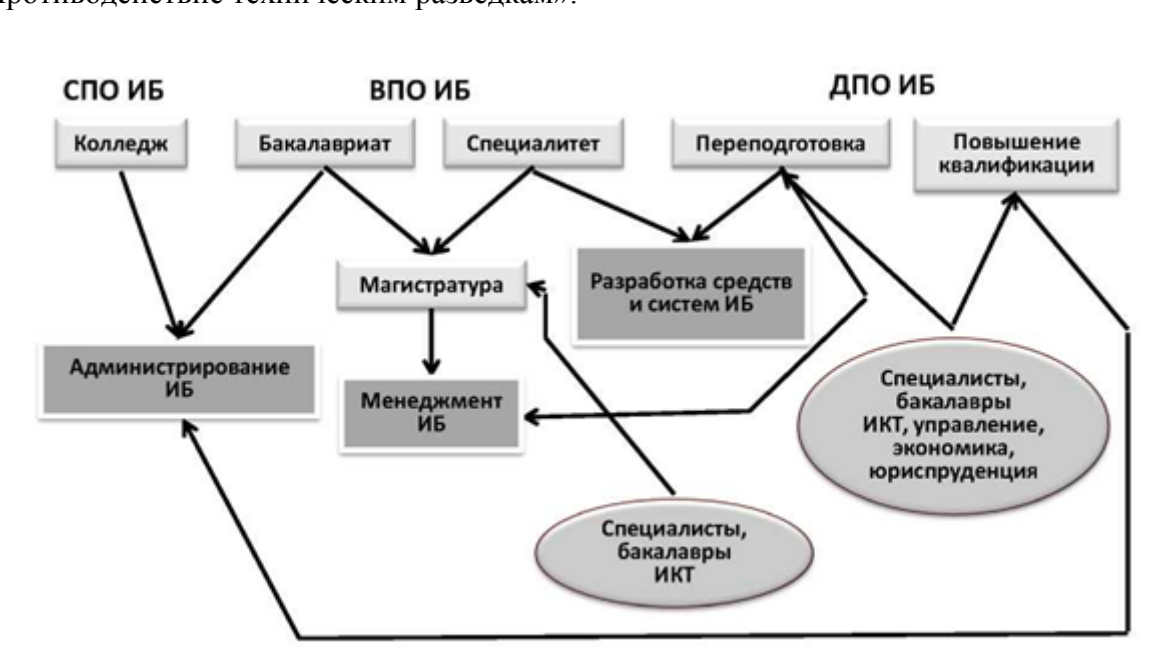 противодействие техническим разведкам».
СПО ИБ
ВПО ИБ
ДПО ИБ
Колледж
Бакалавриат
Специалитет
Переподготовка
Повышение
квалификации
Магистратура
Разработка средств
и систем ИБ
Администрирование
ИБ
Менеджмент
ИБ
Специалисты,
бакалавры
ИКТ, управление,
экономика,
юриспруденция
Специалисты,
бакалавры
ИКТ